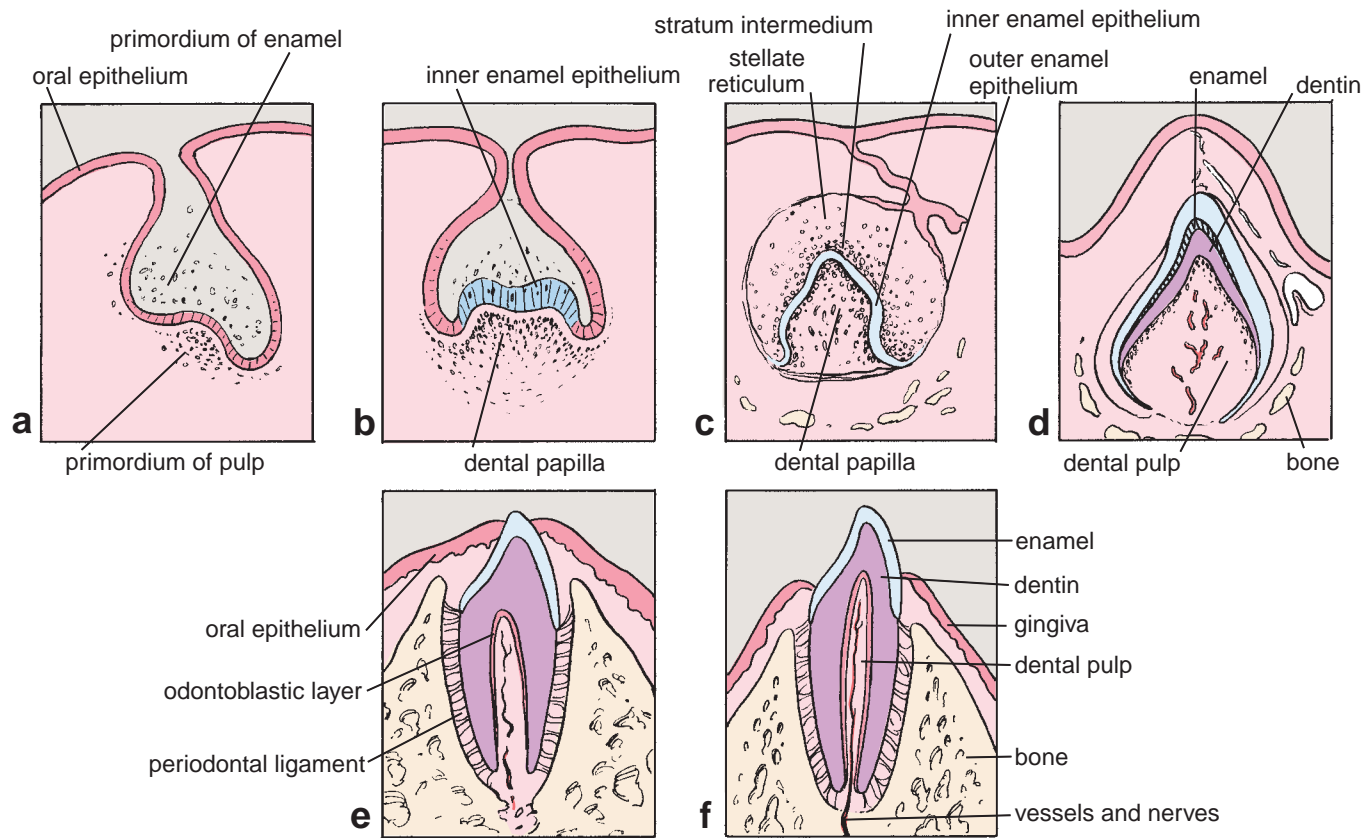 primordium of enamel
oral epithelium
primordium of pulp
a
inner enamel epithelium
dental papilla
b
stratum intermedium
stellate
reticulum
inner enamel epithelium
outer enamel
epithelium
dental papilla
c
enamel
dentin
dental pulp
bone
d
oral epithelium
odontoblastic layer
periodontal ligament
e
enamel
dentin
gingiva
dental pulp
bone
vessels and nerves
f